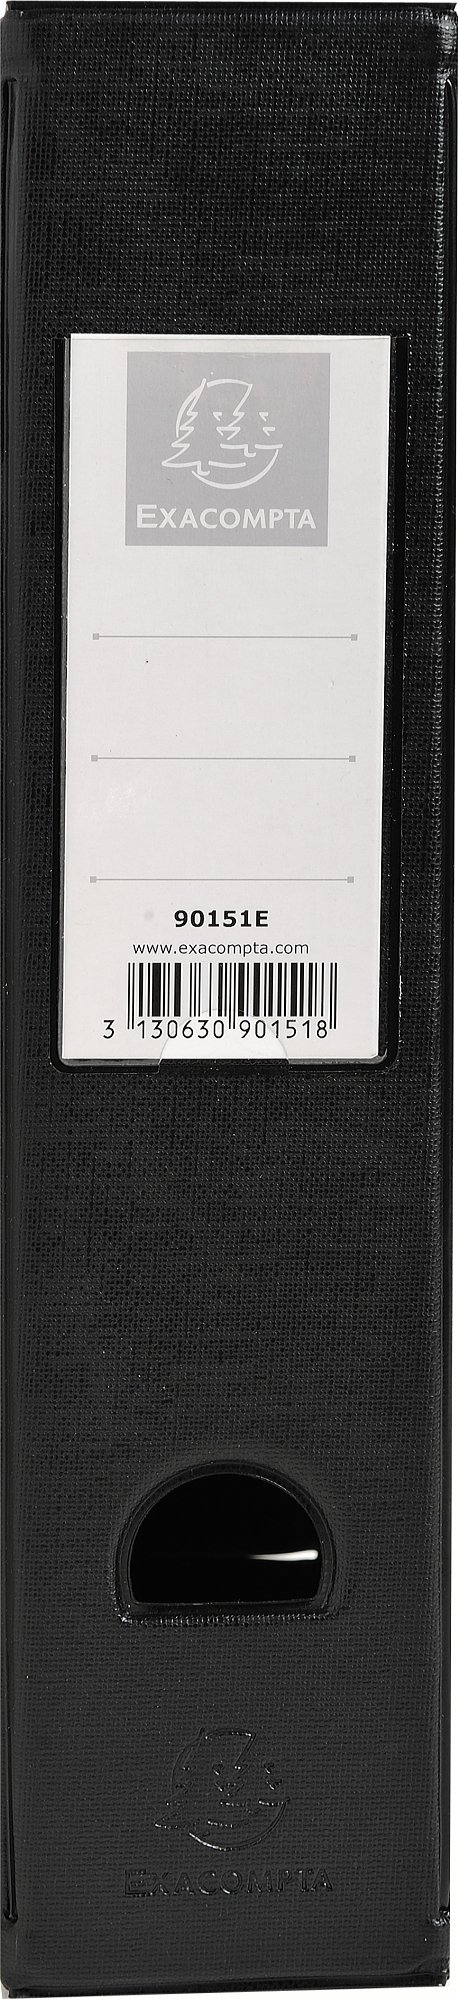 EXACOMPTA
90151E
www.exacompta.com
3 130630 901518
EXACOMPTA